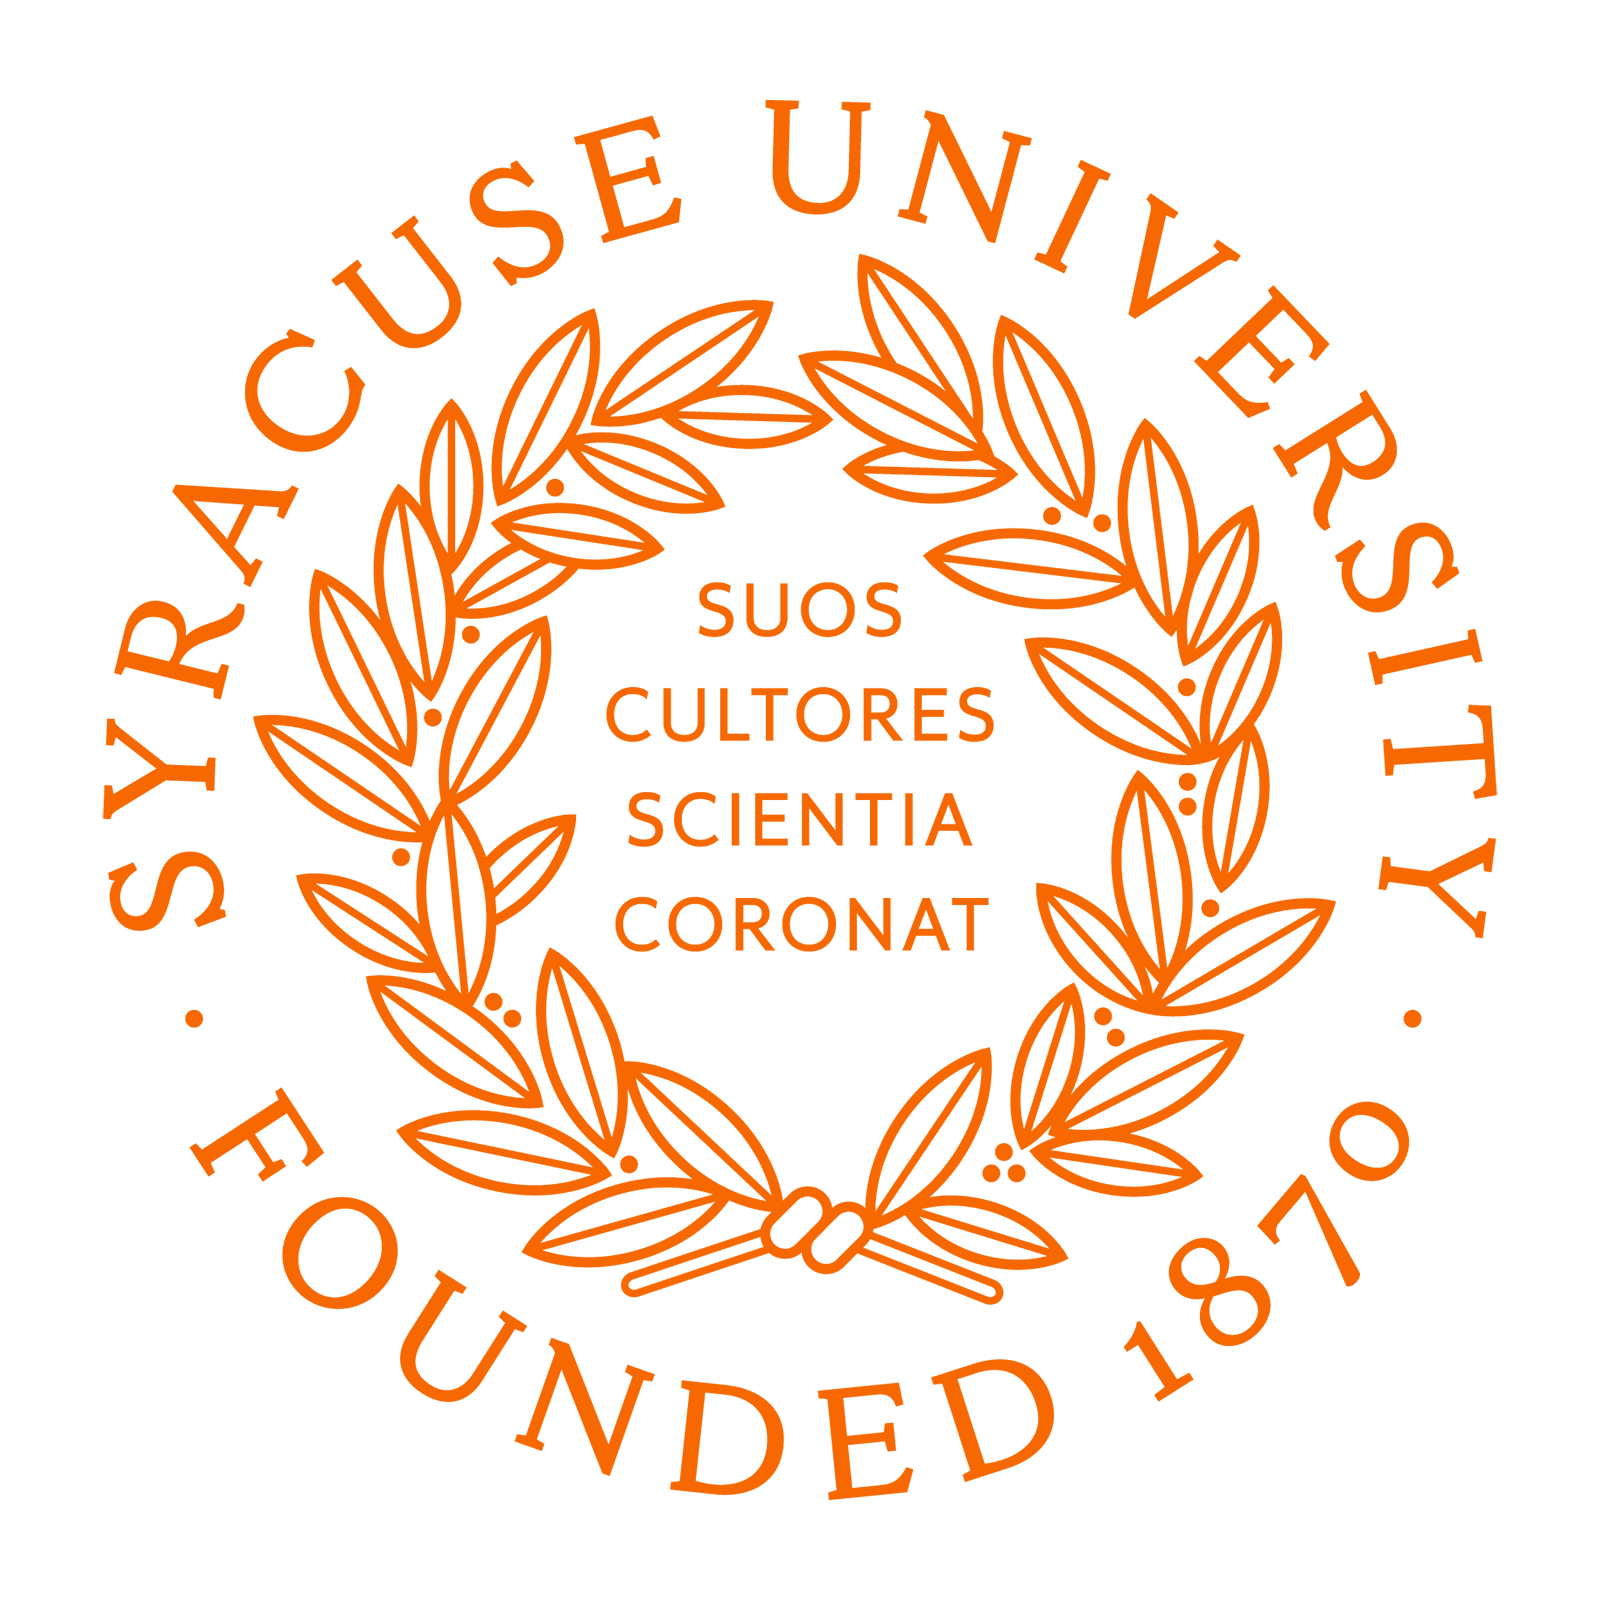 SYRACUSE UNIVERSITY
SUOS
CULTORES
SCIENTIA
CORONAT
· FOUNDED 1870 ·